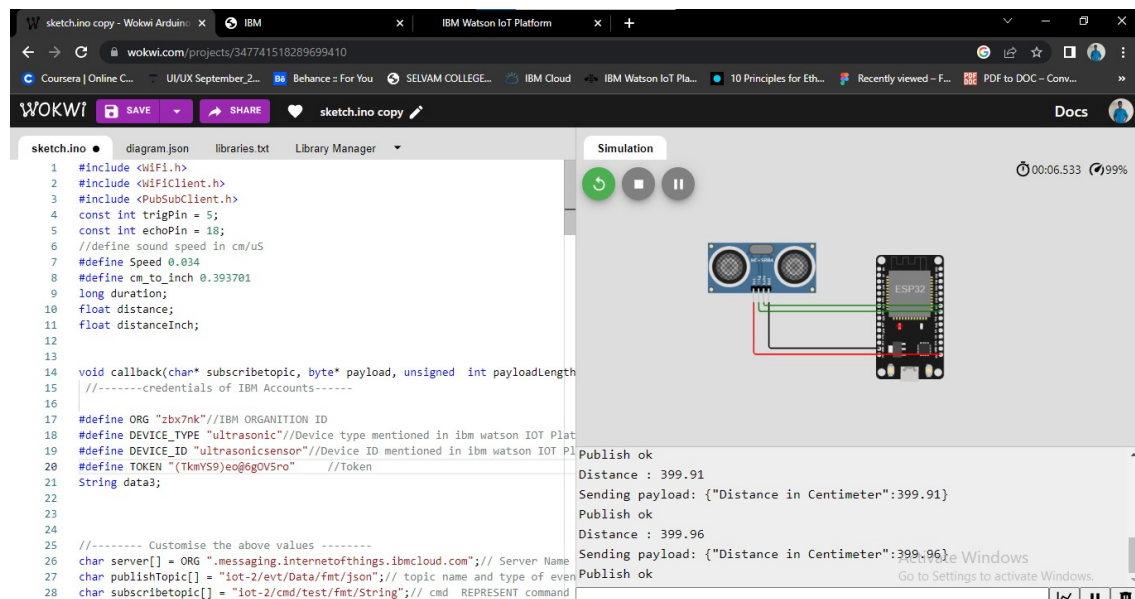 sketch.ino copy - Wokwi Arduino
IBM
IBM Watson IoT Platform
wokwi.com/projects/347741518289699410
Coursera | Online C...
UI/UX September_2...
Behance :: For You
SELVAM COLLEGE...
IBM Cloud
IBM Watson IoT Pla...
10 Principles for Eth...
Recently viewed – F...
PDF to DOC – Conv...
WOKWI
SAVE
SHARE
sketch.ino copy
Docs
sketch.ino
diagram.json
libraries.txt
Library Manager
1 #include <WiFi.h>
2 #include <WiFiClient.h>
3 #include <PubSubClient.h>
4 const int trigPin = 5;
5 const int echoPin = 18;
6 //define sound speed in cm/uS
7 #define Speed 0.034
8 #define cm_to_inch 0.393701
9 long duration;
10 float distance;
11 float distanceInch;
12
13
14 void callback(char* subscribetopic, byte* payload, unsigned int payloadLength
15 //-------credentials of IBM Accounts------
16
17 #define ORG "zbx7nk"//IBM ORGANITION ID
18 #define DEVICE_TYPE "ultrasonic"//Device type mentioned in ibm watson IOT Plat
19 #define DEVICE_ID "ultrasonicsensor"//Device ID mentioned in ibm watson IOT Pl
20 #define TOKEN "(TkmYS9)eo@6gOV5ro" //Token
21 String data3;
22
23
24
25 //-------- Customise the above values --------
26 char server[] = ORG ".messaging.internetofthings.ibmcloud.com";// Server Name
27 char publishTopic[] = "iot-2/evt/Data/fmt/json";// topic name and type of even
28 char subscribetopic[] = "iot-2/cmd/test/fmt/String";// cmd REPRESENT command
Simulation
00:06.533
99%
HC-SR04
ESP32
Publish ok
Distance : 399.91
Sending payload: {"Distance in Centimeter":399.91}
Publish ok
Distance : 399.96
Sending payload: {"Distance in Centimeter":399.96}
Publish ok
Activate Windows
Go to Settings to activate Windows.